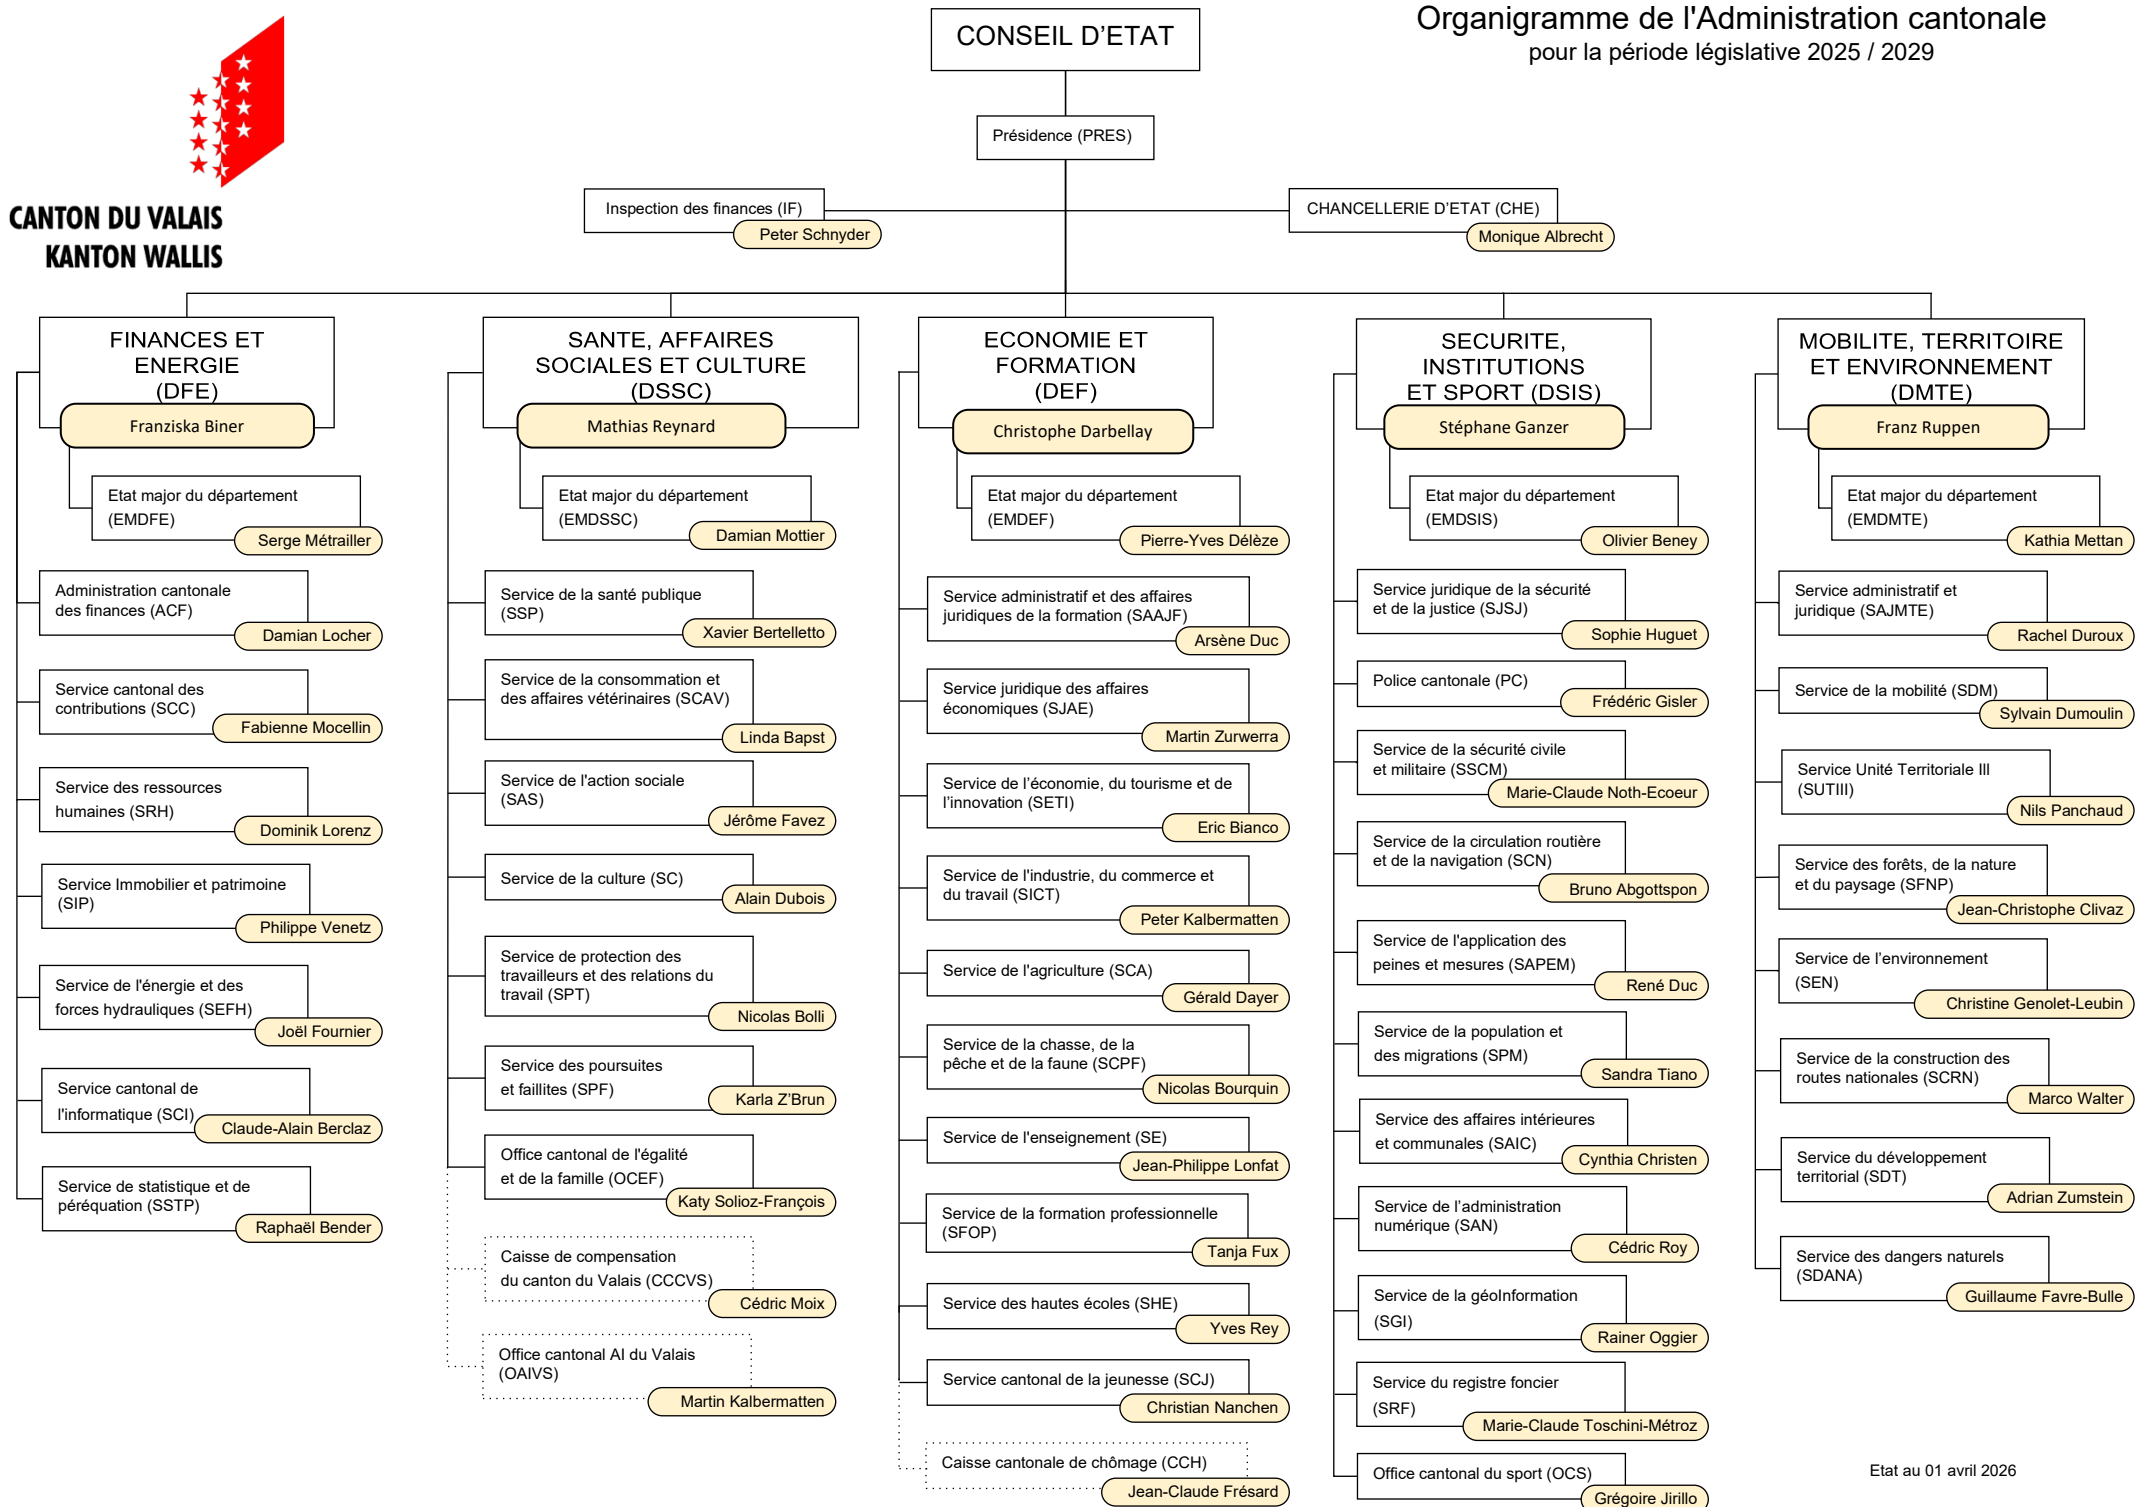 Organigramme de l'Administration cantonale
pour la période législative 2025 / 2029
CANTON DU VALAIS
KANTON WALLIS
CONSEIL D'ETAT
Présidence (PRES)
Inspection des finances (IF)
Peter Schnyder
CHANCELLERIE D'ETAT (CHE)
Monique Albrecht
FINANCES ET
ENERGIE
(DFE)
Franziska Biner
Etat major du département
(EMDFE)
Serge Métrailler
Administration cantonale
des finances (ACF)
Damian Locher
Service cantonal des
contributions (SCC)
Fabienne Mocellin
Service des ressources
humaines (SRH)
Dominik Lorenz
Service Immobilier et patrimoine
(SIP)
Philippe Venetz
Service de l'énergie et des
forces hydrauliques (SEFH)
Joël Fournier
Service cantonal de
l'informatique (SCI)
Claude-Alain Berclaz
Service de statistique et de
péréquation (SSTP)
Raphaël Bender
SANTE, AFFAIRES
SOCIALES ET CULTURE
(DSSC)
Mathias Reynard
Etat major du département
(EMDSSC)
Damian Mottier
Service de la santé publique
(SSP)
Xavier Bertelletto
Service de la consommation et
des affaires vétérinaires (SCAV)
Linda Bapst
Service de l'action sociale
(SAS)
Jérôme Favez
Service de la culture (SC)
Alain Dubois
Service de protection des
travailleurs et des relations du
travail (SPT)
Nicolas Bolli
Service des poursuites
et faillites (SPF)
Karla Z'Brun
Office cantonal de l'égalité
et de la famille (OCEF)
Katy Solioz-François
Caisse de compensation
du canton du Valais (CCCVS)
Cédric Moix
Office cantonal AI du Valais
(OAIVS)
Martin Kalbermatten
ECONOMIE ET
FORMATION
(DEF)
Christophe Darbellay
Etat major du département
(EMDEF)
Pierre-Yves Délèze
Service administratif et des affaires
juridiques de la formation (SAAJF)
Arsène Duc
Service juridique des affaires
économiques (SJAE)
Martin Zurwerra
Service de l'économie, du tourisme et de
l'innovation (SETI)
Eric Bianco
Service de l'industrie, du commerce et
du travail (SICT)
Peter Kalbermatten
Service de l'agriculture (SCA)
Gérald Dayer
Service de la chasse, de la
pêche et de la faune (SCPF)
Nicolas Bourquin
Service de l'enseignement (SE)
Jean-Philippe Lonfat
Service de la formation professionnelle
(SFOP)
Tanja Fux
Service des hautes écoles (SHE)
Yves Rey
Service cantonal de la jeunesse (SCJ)
Christian Nanchen
Caisse cantonale de chômage (CCH)
Jean-Claude Frésard
SECURITE,
INSTITUTIONS
ET SPORT (DSIS)
Stéphane Ganzer
Etat major du département
(EMDSIS)
Olivier Beney
Service juridique de la sécurité
et de la justice (SJSJ)
Sophie Huguet
Police cantonale (PC)
Frédéric Gisler
Service de la sécurité civile
et militaire (SSCM)
Marie-Claude Noth-Ecoeur
Service de la circulation routière
et de la navigation (SCN)
Bruno Abgottspon
Service de l'application des
peines et mesures (SAPEM)
René Duc
Service de la population et
des migrations (SPM)
Sandra Tiano
Service des affaires intérieures
et communales (SAIC)
Cynthia Christen
Service de l'administration
numérique (SAN)
Cédric Roy
Service de la géoInformation
(SGI)
Rainer Oggier
Service du registre foncier
(SRF)
Marie-Claude Toschini-Métroz
Office cantonal du sport (OCS)
Grégoire Jirillo
MOBILITE, TERRITOIRE
ET ENVIRONNEMENT
(DMTE)
Franz Ruppen
Etat major du département
(EMDMTE)
Kathia Mettan
Service administratif et
juridique (SAJMTE)
Rachel Duroux
Service de la mobilité (SDM)
Sylvain Dumoulin
Service Unité Territoriale III
(SUTIII)
Nils Panchaud
Service des forêts, de la nature
et du paysage (SFNP)
Jean-Christophe Clivaz
Service de l'environnement
(SEN)
Christine Genolet-Leubin
Service de la construction des
routes nationales (SCRN)
Marco Walter
Service du développement
territorial (SDT)
Adrian Zumstein
Service des dangers naturels
(SDANA)
Guillaume Favre-Bulle
Etat au 01 avril 2026